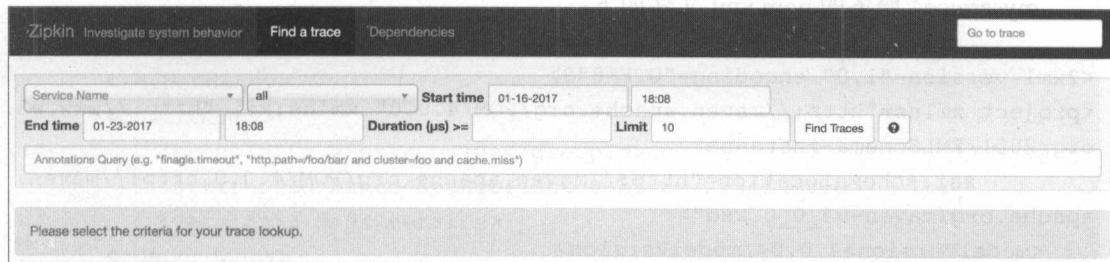 Zipkin Investigate system behavior Find a trace Dependencies Go to trace
Service Name all Start time 01-16-2017 18:08
End time 01-23-2017 18:08 Duration (μs) >= Limit 10 Find Traces ?
Annotations Query (e.g. "finagle.timeout", "http.path=/foo/bar/ and cluster=foo and cache.miss")
Please select the criteria for your trace lookup.